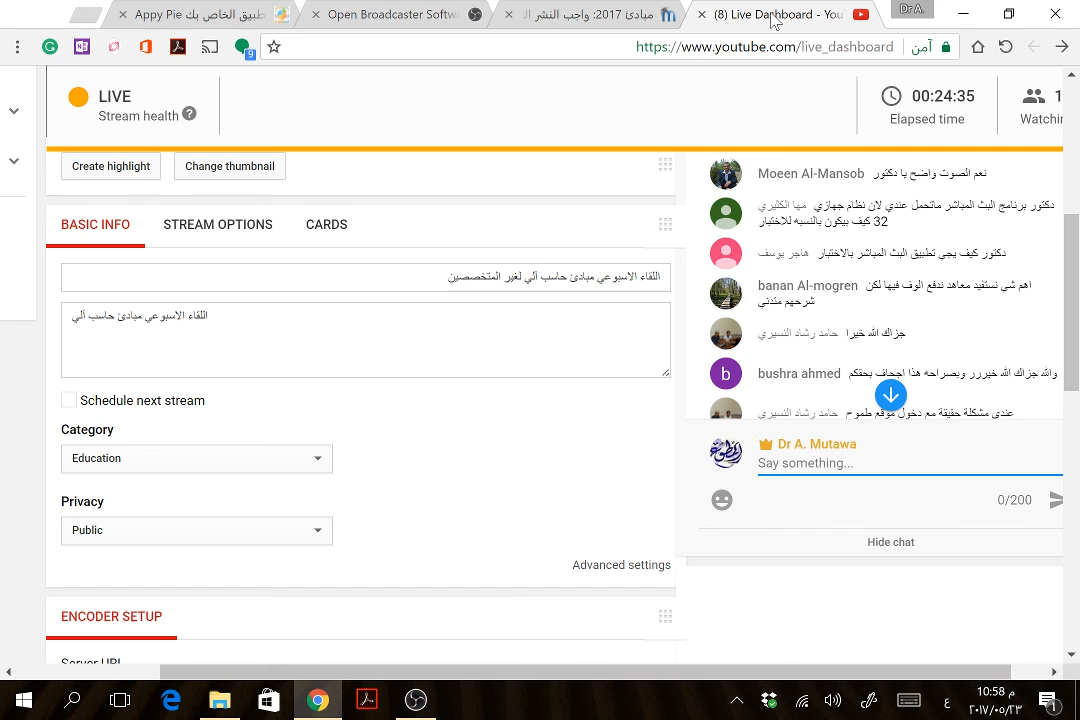 تطبيق الخاص بك Appy Pie
Open Broadcaster Softw
مبادئ 2017: واجب النشر ال
(8) Live Dashboard - You
Dr A.
https://www.youtube.com/live_dashboard
آمن
9
LIVE
Stream health ?
00:24:35
Elapsed time
1
Watchin
Create highlight
Change thumbnail
BASIC INFO
STREAM OPTIONS
CARDS
اللقاء الاسبوعي مبادئ حاسب آلي لغير المتخصصين
اللقاء الاسبوعي مبادئ حاسب آلي
Schedule next stream
Category
Education
Privacy
Public
Advanced settings
ENCODER SETUP
Server URL
Moeen Al-Mansob نعم الصوت واضح يا دكتور
مها الكثيري دكتور برنامج البث المباشر ماتحمل عندي لان نظام جهازي
32 كيف بيكون بالنسبه للاختبار
هاجر يوسف دكتور كيف يجي تطبيق البث المباشر بالاختبار
banan Al-mogren اهم شي نستفيد معاهد ندفع الوف فيها لكن
شرحهم متدني
حامد رشاد النسيري جزاك الله خيرا
b
bushra ahmed والله جزاك الله خيررر وبصراحه هذا اجحاف بحقكم
حامد رشاد النسيري عندي مشكلة حقيقة مع دخول موقع طموح
Dr A. Mutawa
Say something...
0/200
Hide chat
ع
10:58 م
٢٠١٧/٠٥/٢٣
1